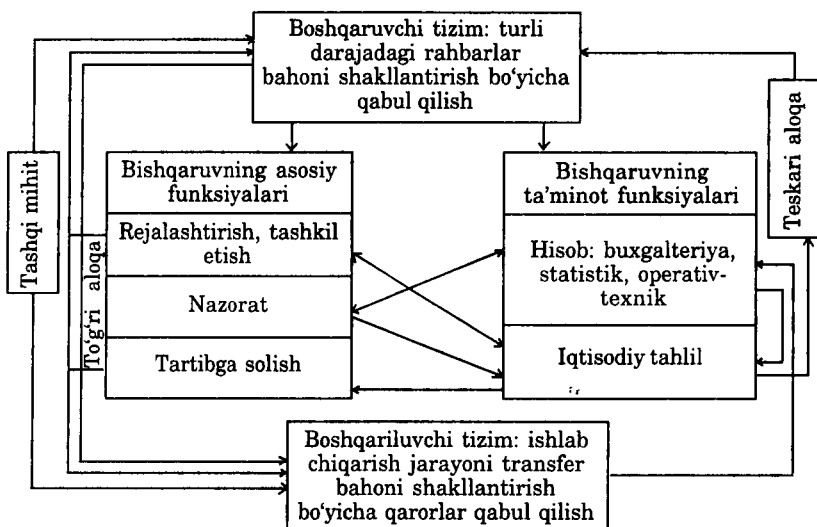 Boshqaruvchi tizim: turli
darajadagi rahbarlar
bahoni shakllantirish bo‘yicha
qabul qilish
Tashqi mihit
To‘g‘ri aloqa
Bishqaruvning asosiy
funksiyalari
Rejalashtirish, tashkil
etish
Nazorat
Tartibga solish
Bishqaruvning
ta’minot funksiyalari
Hisob: buxgalteriya,
statistik, operativ-
texnik
Iqtisodiy tahlil
Teskari aloqa
Boshqariluvchi tizim: ishlab
chiqarish jarayoni transfer
bahoni shakllantirish
bo‘yicha qarorlar qabul qilish